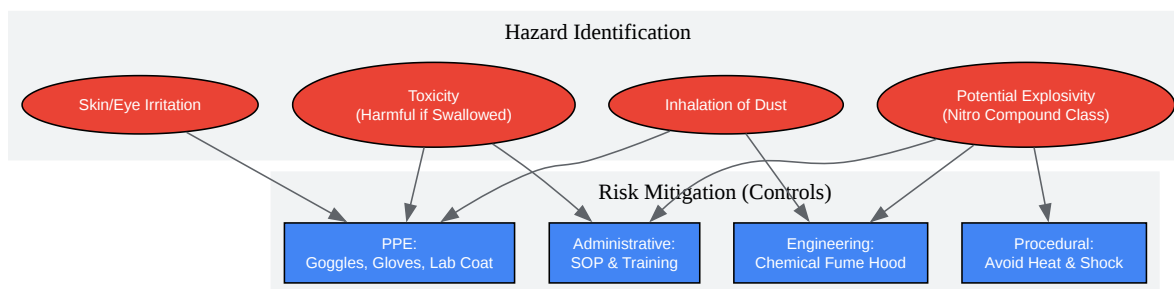 Hazard Identification
Skin/Eye Irritation
Toxicity
(Harmful if Swallowed)
Inhalation of Dust
Potential Explosivity
(Nitro Compound Class)
Risk Mitigation (Controls)
PPE:
Goggles, Gloves, Lab Coat
Administrative:
SOP & Training
Engineering:
Chemical Fume Hood
Procedural:
Avoid Heat & Shock